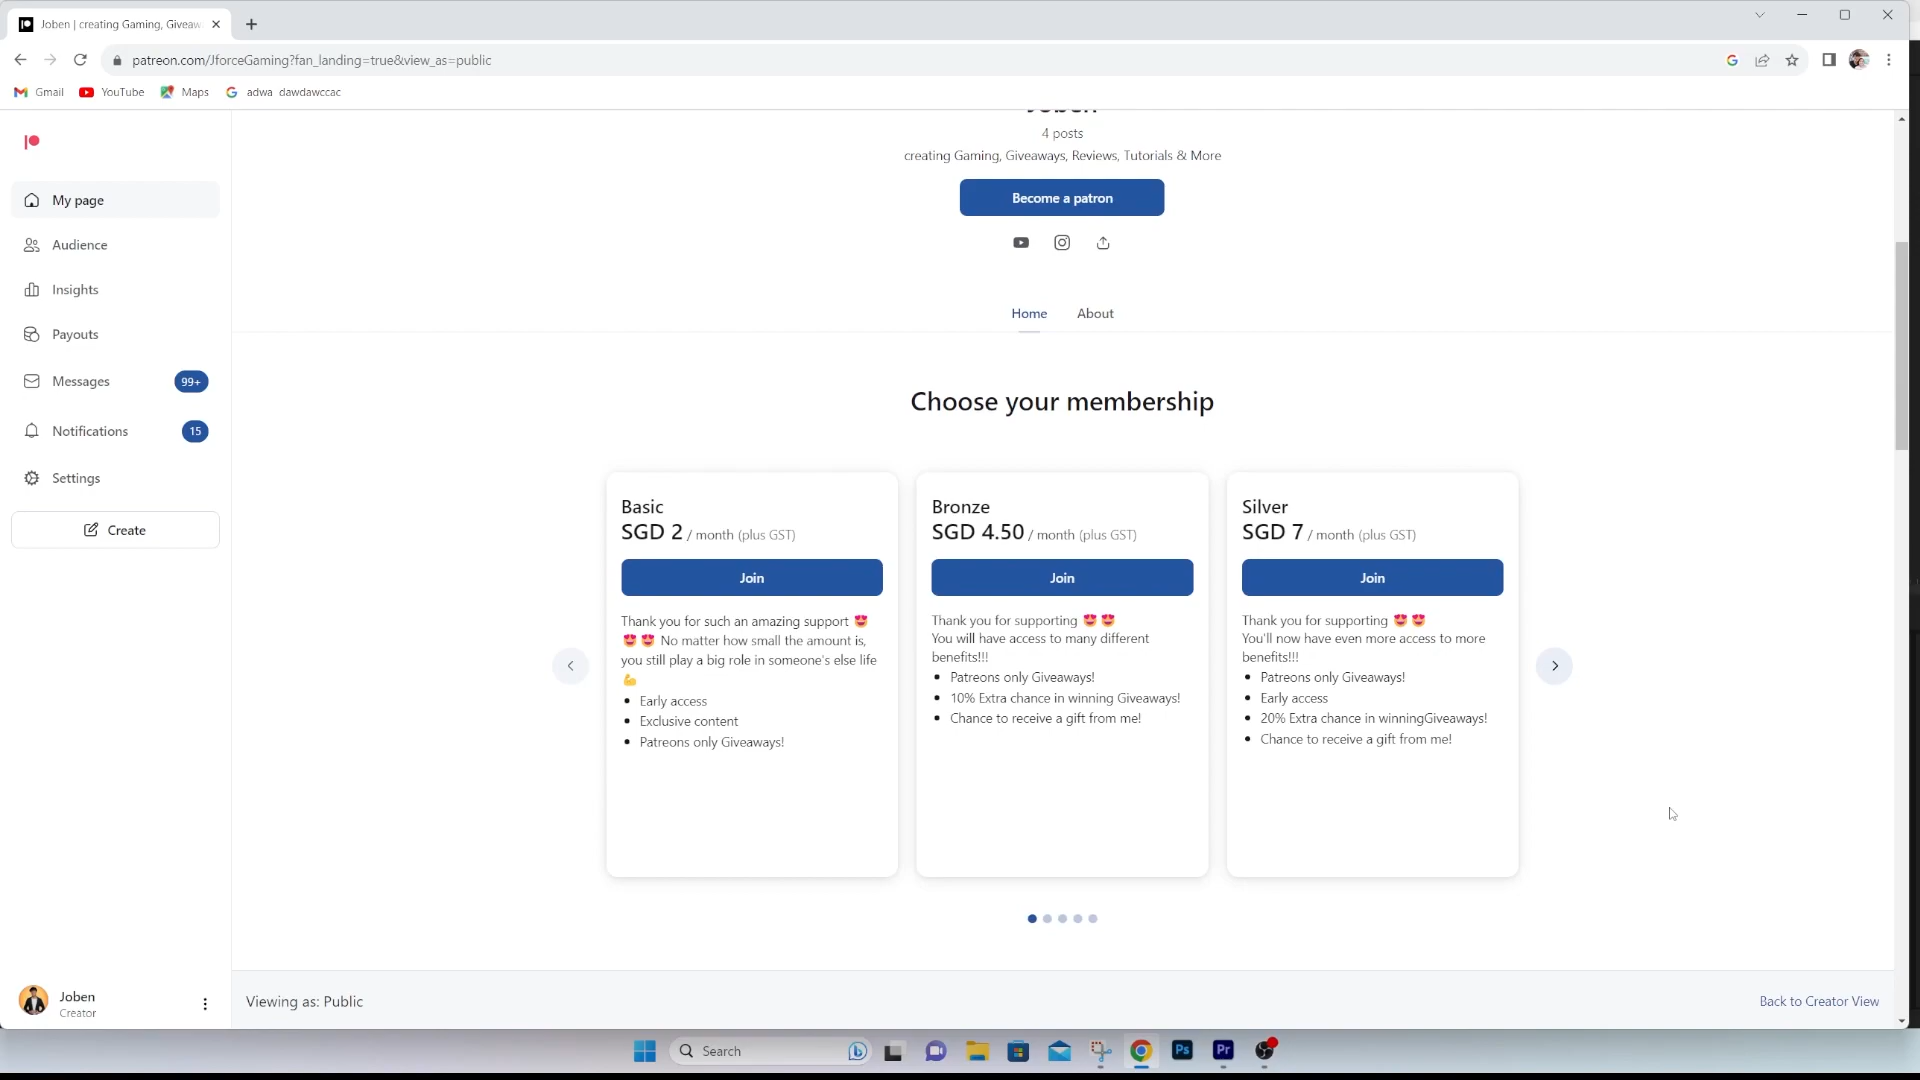 Joben | creating Gaming, Giveaw
patreon.com/JforceGaming?fan_landing=true&view_as=public
Gmail
YouTube
Maps
adwa dawdawccac
My page
Audience
Insights
Payouts
Messages
99+
Notifications
15
Settings
Create
Joben
Creator
Joben
4 posts
creating Gaming, Giveaways, Reviews, Tutorials & More
Become a patron
Home
About
Choose your membership
Basic
SGD 2 / month (plus GST)
Join
Thank you for such an amazing support 😍
😍 😍 No matter how small the amount is,
you still play a big role in someone's else life
💪
• Early access
• Exclusive content
• Patreons only Giveaways!
Bronze
SGD 4.50 / month (plus GST)
Join
Thank you for supporting 😍 😍
You will have access to many different
benefits!!!
• Patreons only Giveaways!
• 10% Extra chance in winning Giveaways!
• Chance to receive a gift from me!
Silver
SGD 7 / month (plus GST)
Join
Thank you for supporting 😍 😍
You'll now have even more access to more
benefits!!!
• Patreons only Giveaways!
• Early access
• 20% Extra chance in winningGiveaways!
• Chance to receive a gift from me!
Viewing as: Public
Back to Creator View
Search
Ps
Pr